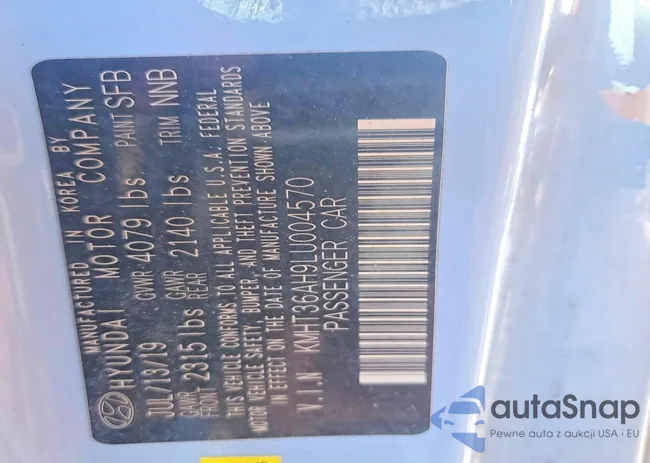 MANUFACTURED IN KOREA BY
HYUNDAI MOTOR COMPANY
JUL/13/19 GVWR 4079 lbs PAINT SFB
GAWR FRONT 2315 lbs GAWR REAR 2140 lbs TRIM NNB
THIS VEHICLE CONFORMS TO ALL APPLICABLE U.S.A. FEDERAL
MOTOR VEHICLE SAFETY, BUMPER, AND THEFT PREVENTION STANDARDS
IN EFFECT ON THE DATE OF MANUFACTURE SHOWN ABOVE
V.I.N KMHT36AH9LU004570
PASSENGER CAR
autaSnap
Pewne auta z aukcji USA i EU